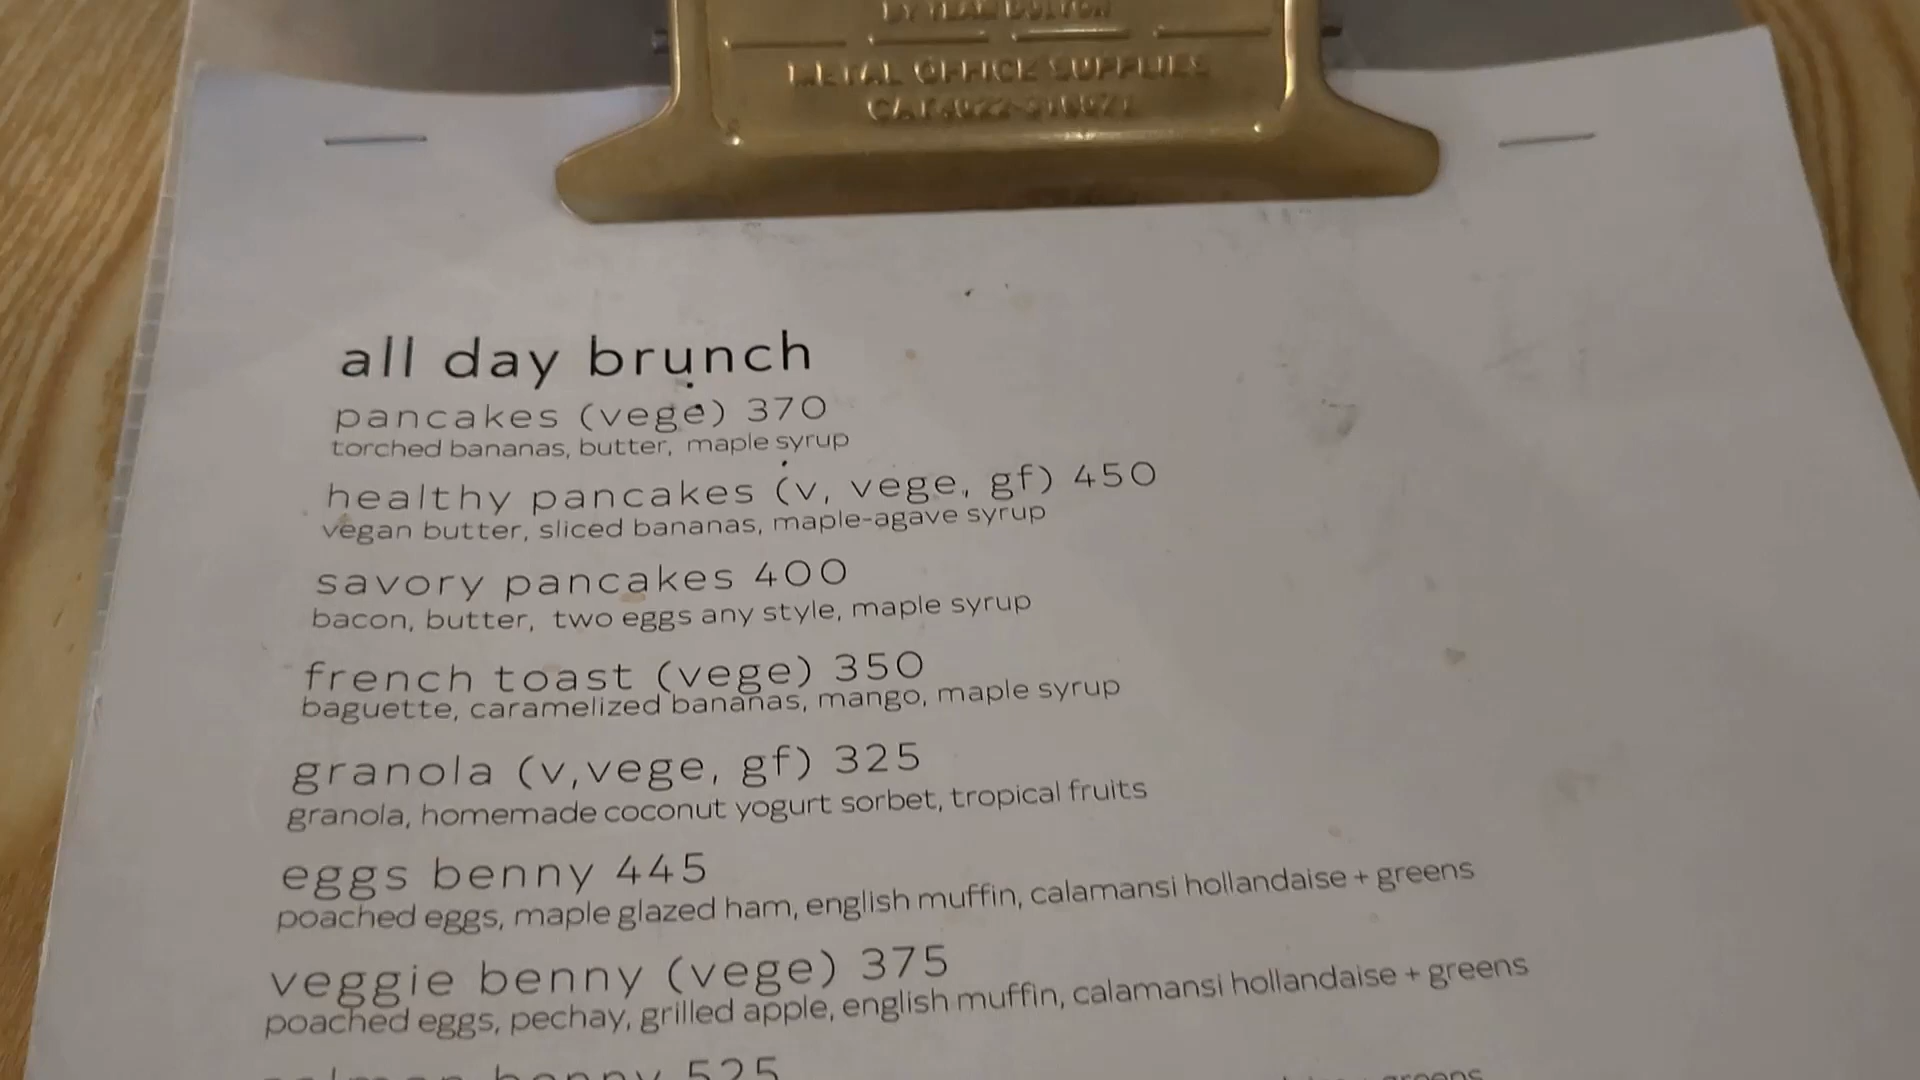 METAL OFFICE SUPPLIES
all day brunch
pancakes (vege) 370
torched bananas, butter, maple syrup
healthy pancakes (v, vege, gf) 450
vegan butter, sliced bananas, maple-agave syrup
savory pancakes 400
bacon, butter, two eggs any style, maple syrup
french toast (vege) 350
baguette, caramelized bananas, mango, maple syrup
granola (v,vege, gf) 325
granola, homemade coconut yogurt sorbet, tropical fruits
eggs benny 445
poached eggs, maple glazed ham, english muffin, calamansi hollandaise + greens
veggie benny (vege) 375
poached eggs, pechay, grilled apple, english muffin, calamansi hollandaise + greens
benny 525
greens